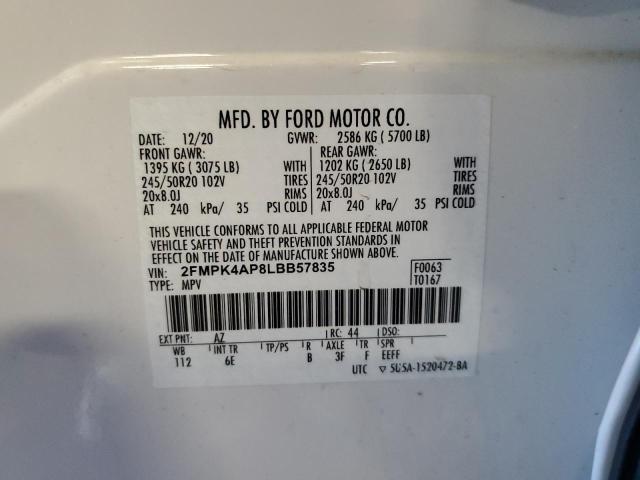 MFD. BY FORD MOTOR CO.
DATE: 12/20 GVWR: 2586 KG ( 5700 LB)
FRONT GAWR: REAR GAWR:
1395 KG ( 3075 LB) WITH 1202 KG ( 2650 LB) WITH
245/50R20 102V TIRES 245/50R20 102V TIRES
20x8.0J RIMS 20x8.0J RIMS
AT 240 kPa/ 35 PSI COLD AT 240 kPa/ 35 PSI COLD
THIS VEHICLE CONFORMS TO ALL APPLICABLE FEDERAL MOTOR
VEHICLE SAFETY AND THEFT PREVENTION STANDARDS IN
EFFECT ON THE DATE OF MANUFACTURE SHOWN ABOVE.
VIN: 2FMPK4AP8LBB57835 F0063
TYPE: MPV T0167
EXT PNT: AZ RC: 44 DSO:
WB INT TR TP/PS R AXLE TR SPR
112 6E B 3F F EEFF
UTC ▽ 5U5A-1520472-BA